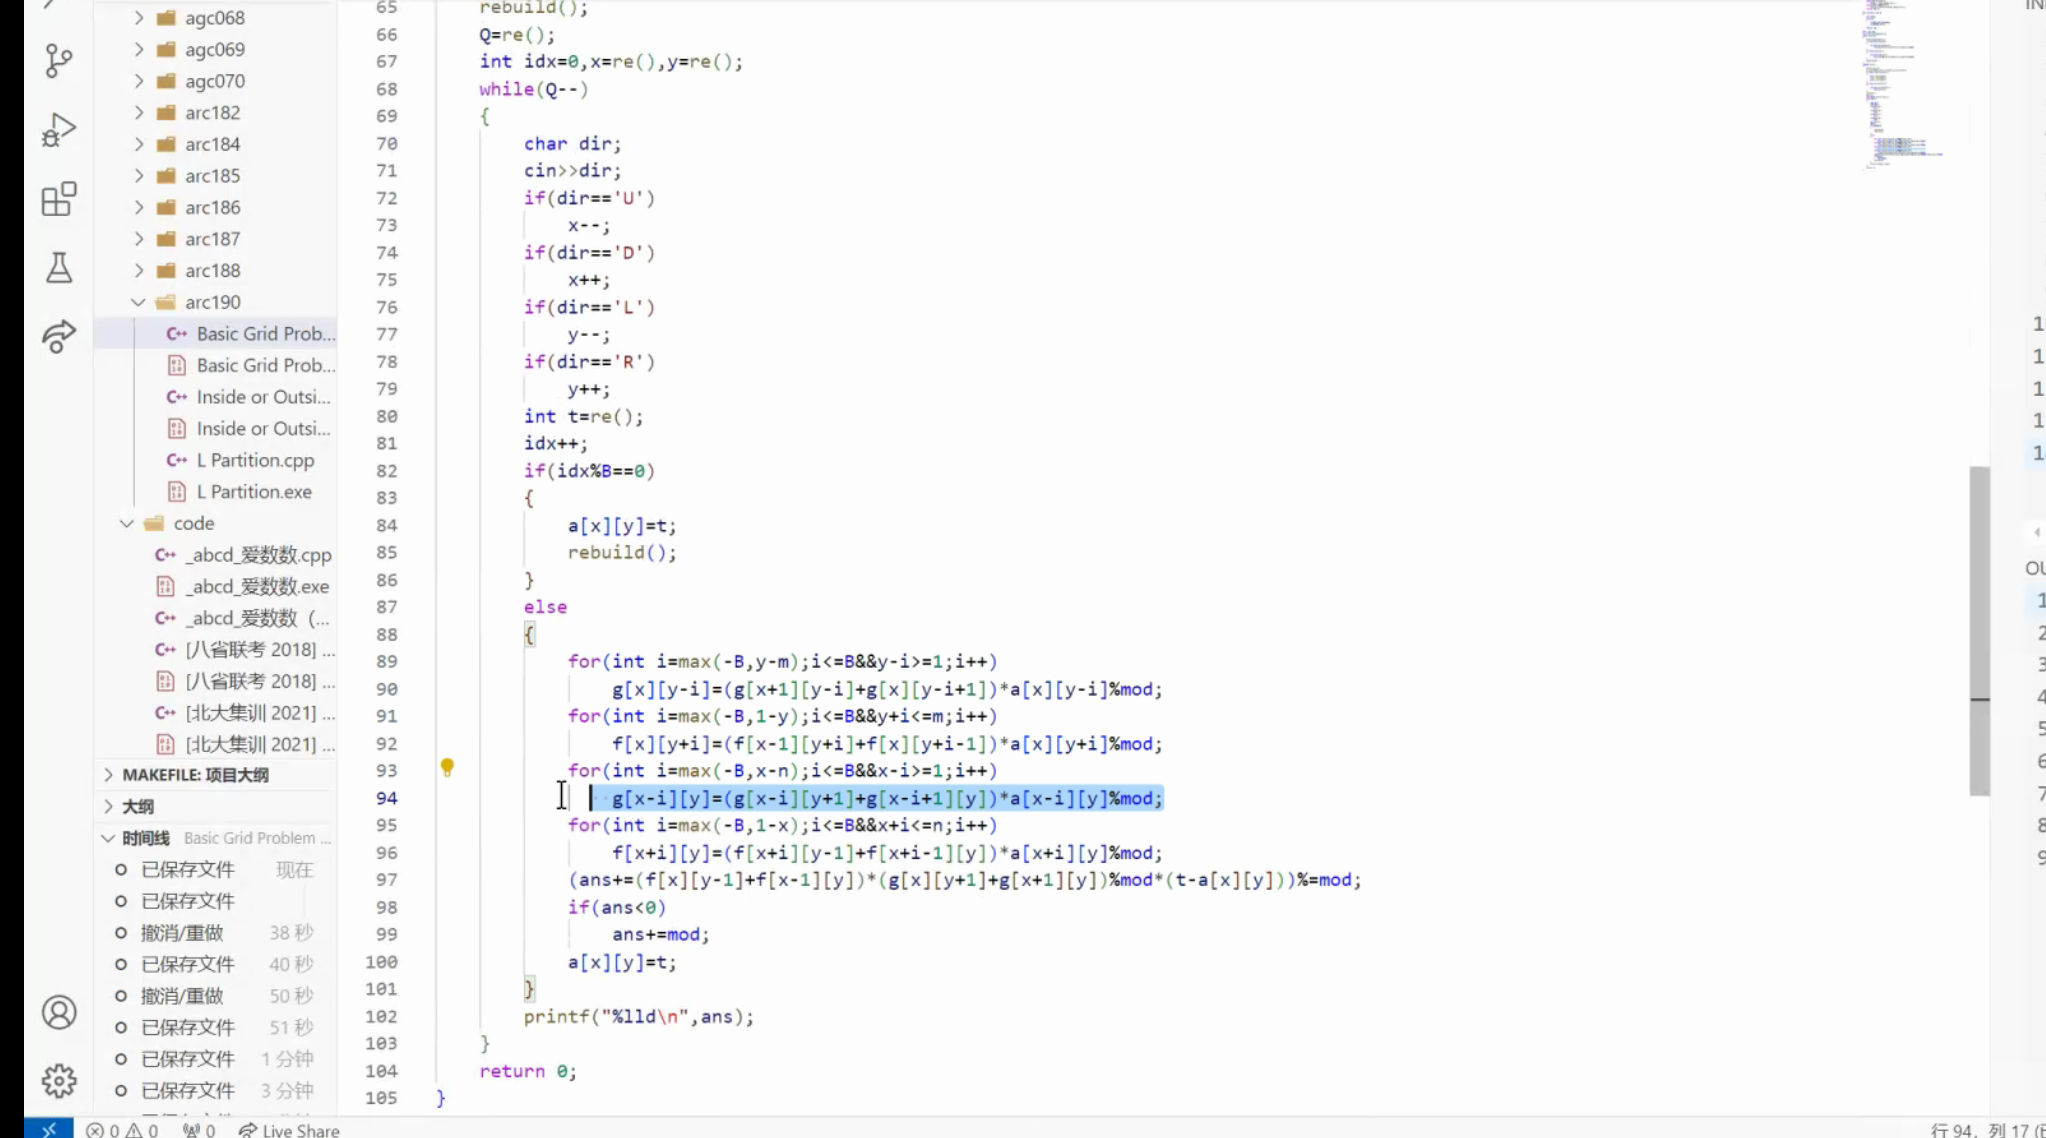 agc068
agc069
agc070
arc182
arc184
arc185
arc186
arc187
arc188
arc190
Basic Grid Prob...
Basic Grid Prob...
Inside or Outsi...
Inside or Outsi...
L Partition.cpp
L Partition.exe
code
_abcd_爱数数.cpp
_abcd_爱数数.exe
_abcd_爱数数（...
[八省联考 2018] ...
[八省联考 2018] ...
[北大集训 2021] ...
[北大集训 2021] ...
MAKEFILE: 项目大纲
大纲
时间线 Basic Grid Problem ...
已保存文件 现在
已保存文件
撤消/重做 38 秒
已保存文件 40 秒
撤消/重做 50 秒
已保存文件 51 秒
已保存文件 1 分钟
已保存文件 3 分钟
65 rebuild();
66 Q=re();
67 int idx=0,x=re(),y=re();
68 while(Q--)
69 {
70 char dir;
71 cin>>dir;
72 if(dir=='U')
73 x--;
74 if(dir=='D')
75 x++;
76 if(dir=='L')
77 y--;
78 if(dir=='R')
79 y++;
80 int t=re();
81 idx++;
82 if(idx%B==0)
83 {
84 a[x][y]=t;
85 rebuild();
86 }
87 else
88 {
89 for(int i=max(-B,y-m);i<=B&&y-i>=1;i++)
90 g[x][y-i]=(g[x+1][y-i]+g[x][y-i+1])*a[x][y-i]%mod;
91 for(int i=max(-B,1-y);i<=B&&y+i<=m;i++)
92 f[x][y+i]=(f[x-1][y+i]+f[x][y+i-1])*a[x][y+i]%mod;
93 for(int i=max(-B,x-n);i<=B&&x-i>=1;i++)
94 g[x-i][y]=(g[x-i][y+1]+g[x-i+1][y])*a[x-i][y]%mod;
95 for(int i=max(-B,1-x);i<=B&&x+i<=n;i++)
96 f[x+i][y]=(f[x+i][y-1]+f[x+i-1][y])*a[x+i][y]%mod;
97 (ans+=(f[x][y-1]+f[x-1][y])*(g[x][y+1]+g[x+1][y])%mod*(t-a[x][y]))%=mod;
98 if(ans<0)
99 ans+=mod;
100 a[x][y]=t;
101 }
102 printf("%lld\n",ans);
103 }
104 return 0;
105 }
0 0 0 Live Share
行 94，列 17